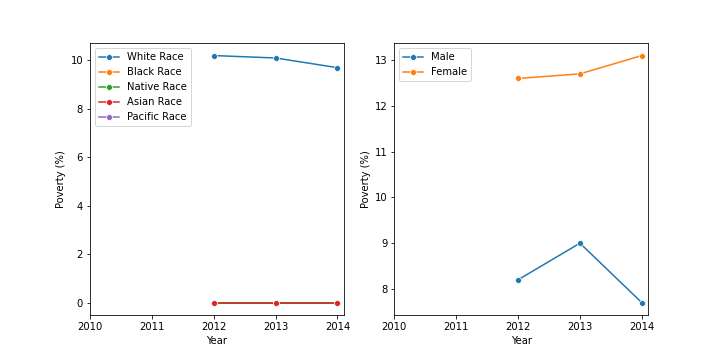 White Race
Black Race
Native Race
Asian Race
Pacific Race
10
8
6
4
2
0
Poverty (%)
2010 2011 2012 2013 2014
Year
Male
Female
13
12
11
10
9
8
Poverty (%)
2010 2011 2012 2013 2014
Year